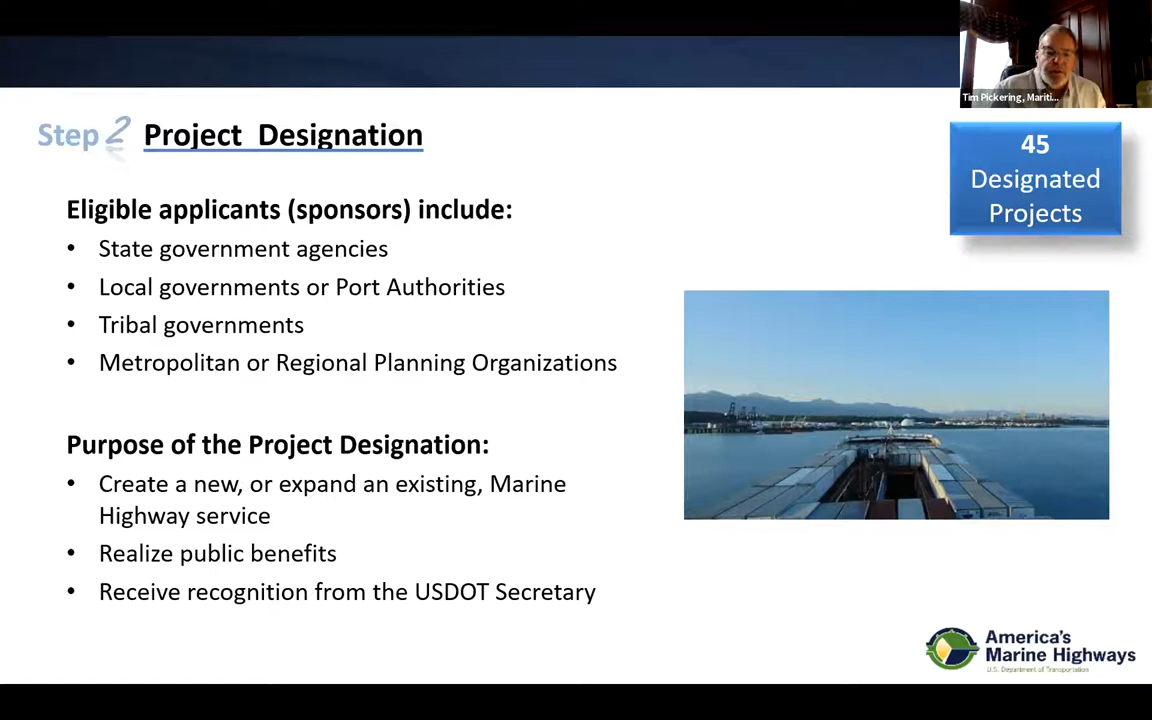 Tim Pickering, Mariti...
Step 2 Project Designation
45
Designated
Projects
Eligible applicants (sponsors) include:
• State government agencies
• Local governments or Port Authorities
• Tribal governments
• Metropolitan or Regional Planning Organizations
Purpose of the Project Designation:
• Create a new, or expand an existing, Marine
Highway service
• Realize public benefits
• Receive recognition from the USDOT Secretary
America's
Marine Highways
U.S. Department of Transportation